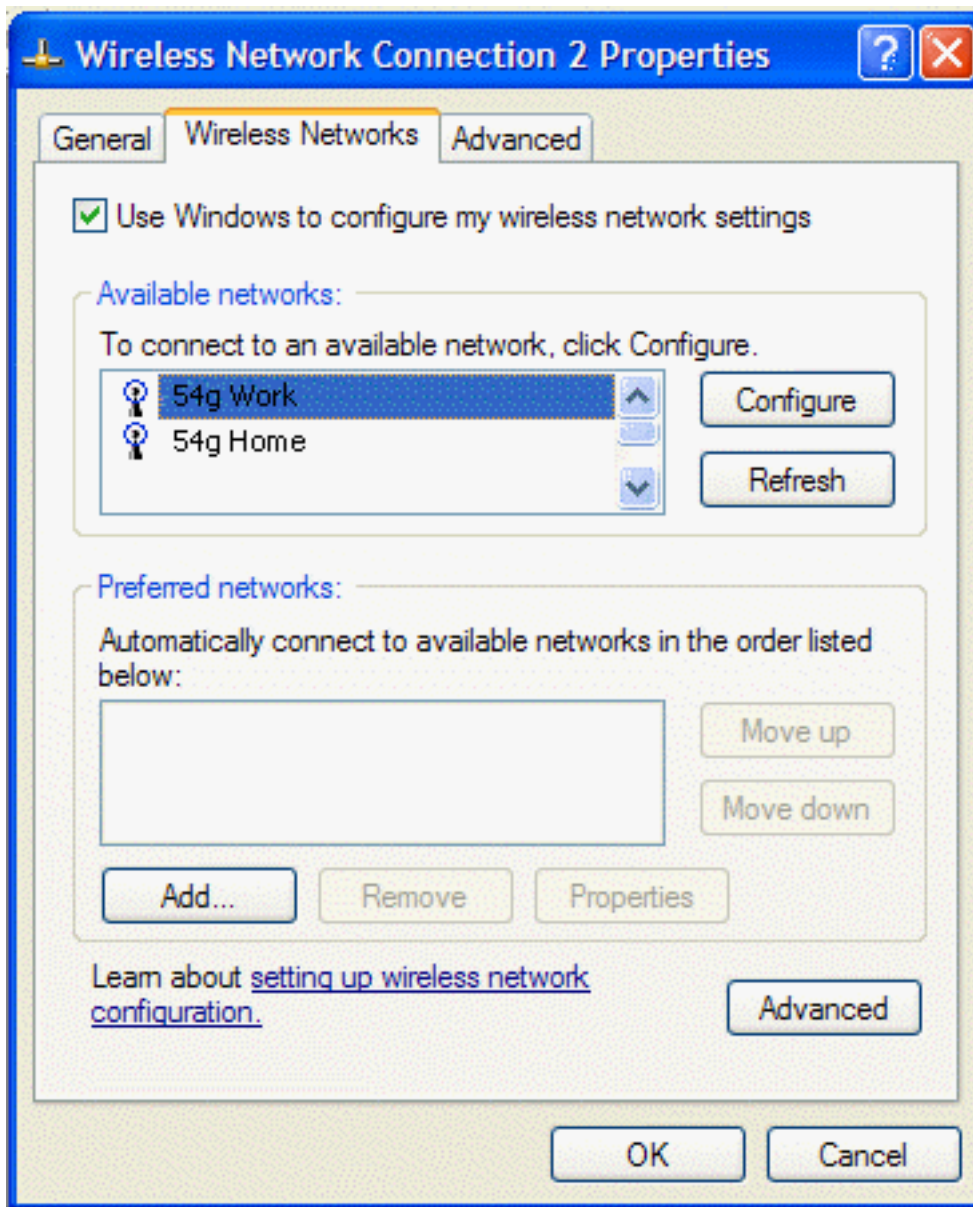 Wireless Network Connection 2 Properties
General Wireless Networks Advanced
Use Windows to configure my wireless network settings
Available networks:
To connect to an available network, click Configure.
54g Work
54g Home
Configure
Refresh
Preferred networks:
Automatically connect to available networks in the order listed
below:
Move up
Move down
Add... Remove Properties
Learn about setting up wireless network
configuration.
Advanced
OK Cancel